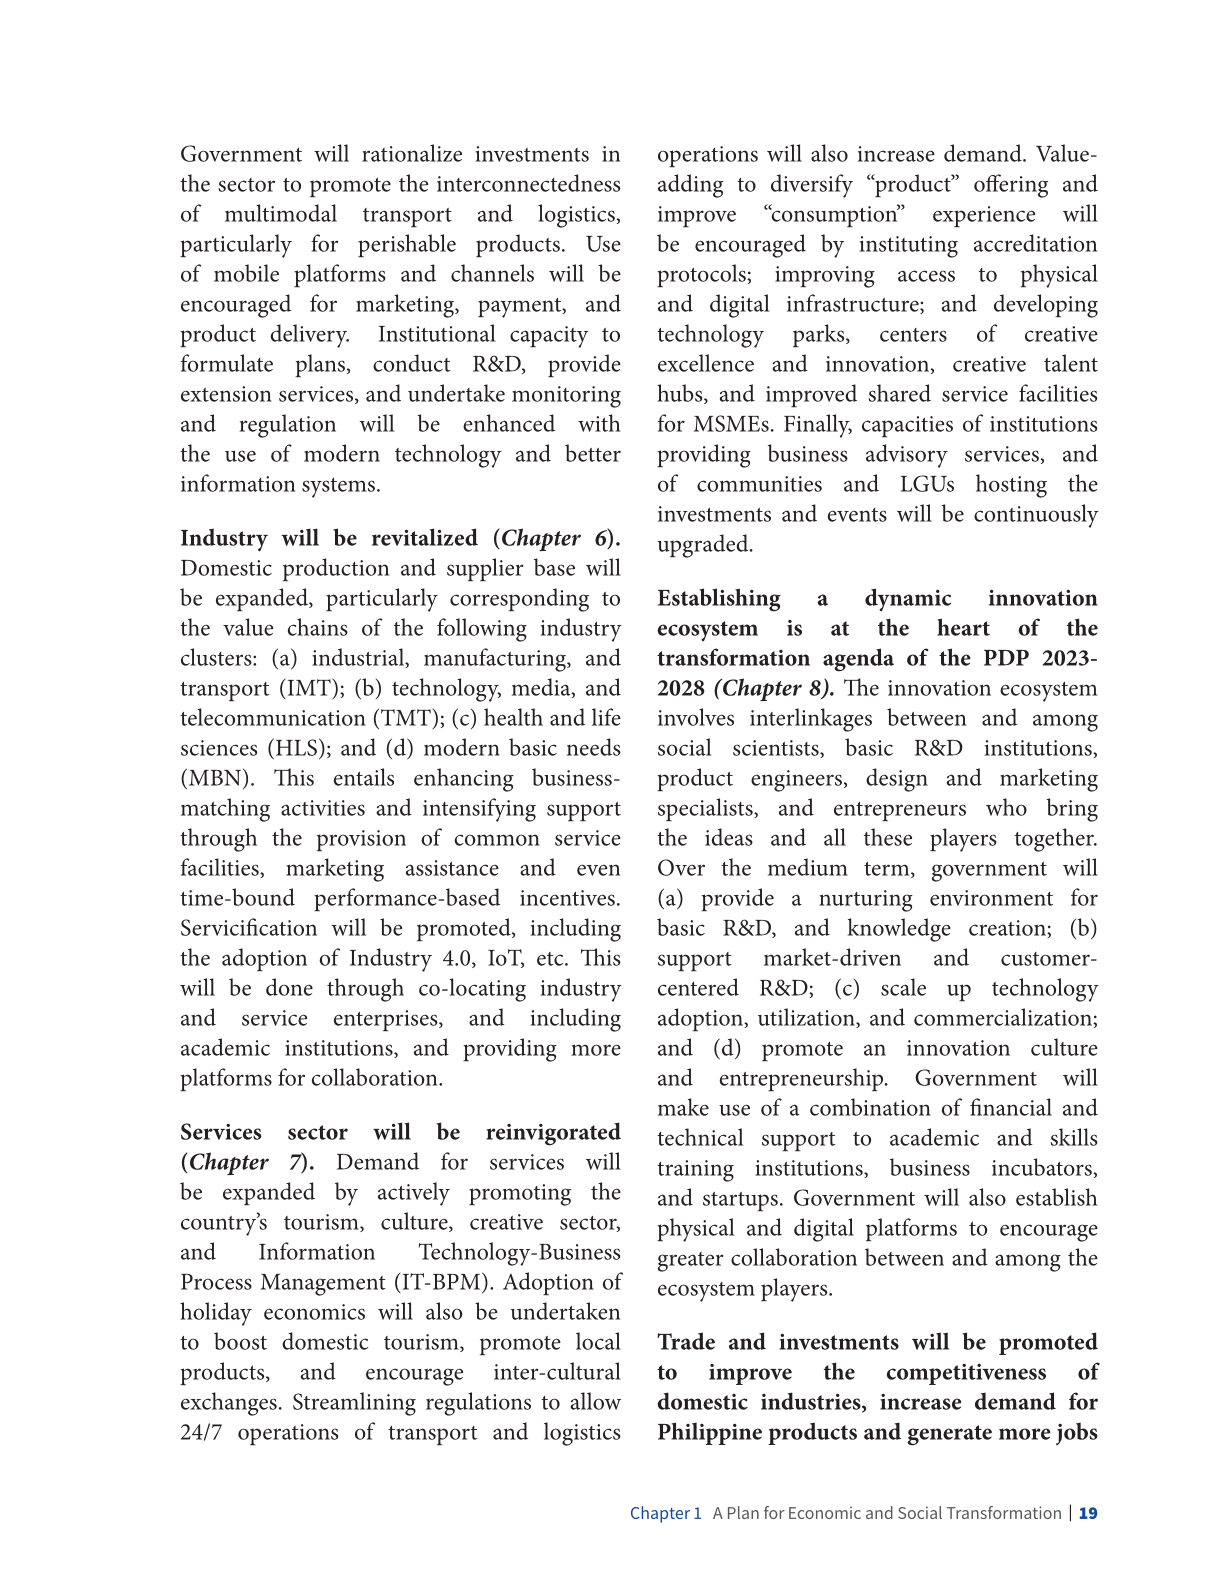 Government will rationalize investments in
the sector to promote the interconnectedness
of multimodal transport and logistics,
particularly for perishable products. Use
of mobile platforms and channels will be
encouraged for marketing, payment, and
product delivery. Institutional capacity to
formulate plans, conduct R&D, provide
extension services, and undertake monitoring
and regulation will be enhanced with
the use of modern technology and better
information systems.
Industry will be revitalized (Chapter 6).
Domestic production and supplier base will
be expanded, particularly corresponding to
the value chains of the following industry
clusters: (a) industrial, manufacturing, and
transport (IMT); (b) technology, media, and
telecommunication (TMT); (c) health and life
sciences (HLS); and (d) modern basic needs
(MBN). This entails enhancing business-
matching activities and intensifying support
through the provision of common service
facilities, marketing assistance and even
time-bound performance-based incentives.
Servicification will be promoted, including
the adoption of Industry 4.0, IoT, etc. This
will be done through co-locating industry
and service enterprises, and including
academic institutions, and providing more
platforms for collaboration.
Services sector will be reinvigorated
(Chapter 7). Demand for services will
be expanded by actively promoting the
country’s tourism, culture, creative sector,
and Information Technology-Business
Process Management (IT-BPM). Adoption of
holiday economics will also be undertaken
to boost domestic tourism, promote local
products, and encourage inter-cultural
exchanges. Streamlining regulations to allow
24/7 operations of transport and logistics
operations will also increase demand. Value-
adding to diversify “product” offering and
improve “consumption” experience will
be encouraged by instituting accreditation
protocols; improving access to physical
and digital infrastructure; and developing
technology parks, centers of creative
excellence and innovation, creative talent
hubs, and improved shared service facilities
for MSMEs. Finally, capacities of institutions
providing business advisory services, and
of communities and LGUs hosting the
investments and events will be continuously
upgraded.
Establishing a dynamic innovation
ecosystem is at the heart of the
transformation agenda of the PDP 2023-
2028 (Chapter 8). The innovation ecosystem
involves interlinkages between and among
social scientists, basic R&D institutions,
product engineers, design and marketing
specialists, and entrepreneurs who bring
the ideas and all these players together.
Over the medium term, government will
(a) provide a nurturing environment for
basic R&D, and knowledge creation; (b)
support market-driven and customer-
centered R&D; (c) scale up technology
adoption, utilization, and commercialization;
and (d) promote an innovation culture
and entrepreneurship. Government will
make use of a combination of financial and
technical support to academic and skills
training institutions, business incubators,
and startups. Government will also establish
physical and digital platforms to encourage
greater collaboration between and among the
ecosystem players.
Trade and investments will be promoted
to improve the competitiveness of
domestic industries, increase demand for
Philippine products and generate more jobs
Chapter 1 A Plan for Economic and Social Transformation | 19